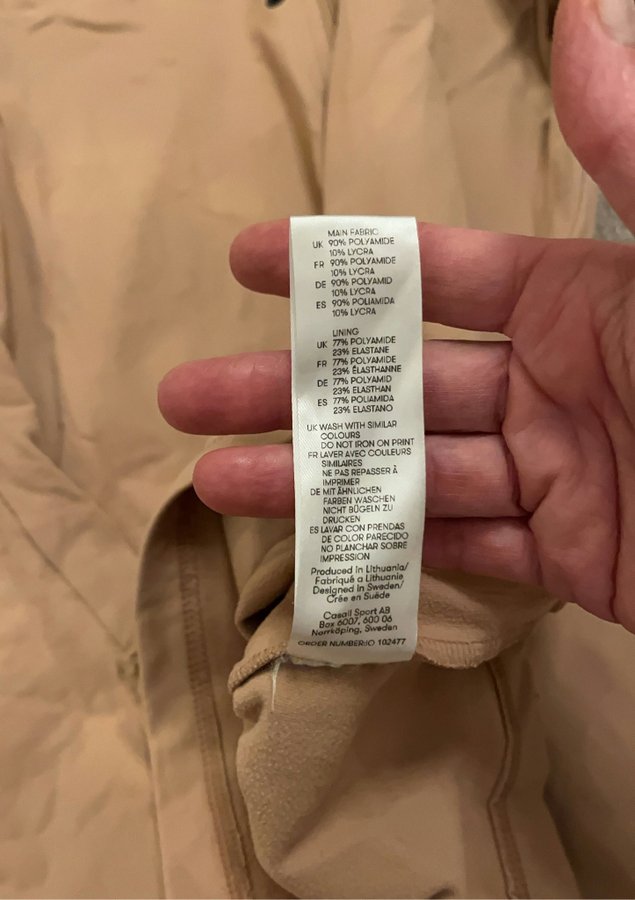 MAIN FABRIC
UK 90% POLYAMIDE
10% LYCRA
FR 90% POLYAMIDE
10% LYCRA
DE 90% POLYAMID
10% LYCRA
ES 90% POLIAMIDA
10% LYCRA
LINING
UK 77% POLYAMIDE
23% ELASTANE
FR 77% POLYAMIDE
23% ÉLASTHANNE
DE 77% POLYAMID
23% ELASTHAN
ES 77% POLIAMIDA
23% ELASTANO
UK WASH WITH SIMILAR
COLOURS
DO NOT IRON ON PRINT
FR LAVER AVEC COULEURS
SIMILAIRES
NE PAS REPASSER À
IMPRIMER
DE MIT ÄHNLICHEN
FARBEN WASCHEN
NICHT BÜGELN ZU
DRUCKEN
ES LAVAR CON PRENDAS
DE COLOR PARECIDO
NO PLANCHAR SOBRE
IMPRESSION
Produced in Lithuania/
Fabriqué a Lithuanie
Designed in Sweden/
Crée en Suéde
Casall Sport AB
Box 6007, 600 06
Norrköping, Sweden
ORDER NUMBER:IO 102477